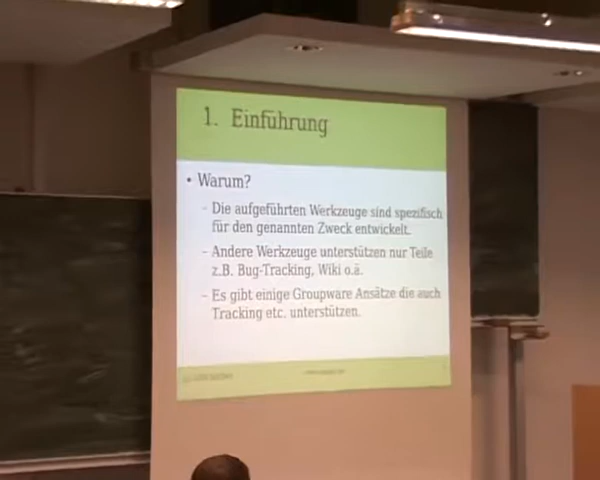 1. Einführung
• Warum?
- Die aufgeführten Werkzeuge sind spezifisch
für den genannten Zweck entwickelt.
- Andere Werkzeuge unterstützen nur Teile
z.B. Bug-Tracking, Wiki o.ä.
- Es gibt einige Groupware Ansätze die auch
Tracking etc. unterstützen.